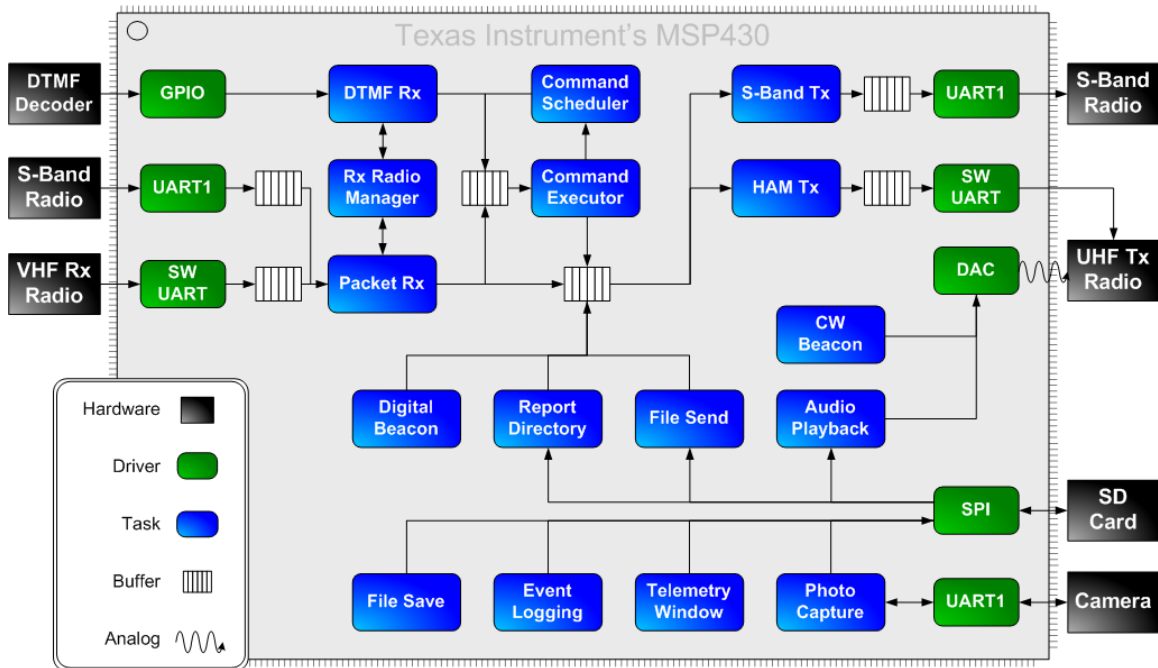 Texas Instrument's MSP430
DTMF
Decoder
GPIO
DTMF Rx
Command
Scheduler
S-Band Tx
UART1
S-Band
Radio
S-Band
Radio
UART1
Rx Radio
Manager
Command
Executor
HAM Tx
SW
UART
VHF Rx
Radio
SW
UART
Packet Rx
DAC
UHF Tx
Radio
CW
Beacon
Digital
Beacon
Report
Directory
File Send
Audio
Playback
SPI
SD
Card
File Save
Event
Logging
Telemetry
Window
Photo
Capture
UART1
Camera
Hardware
Driver
Task
Buffer
Analog